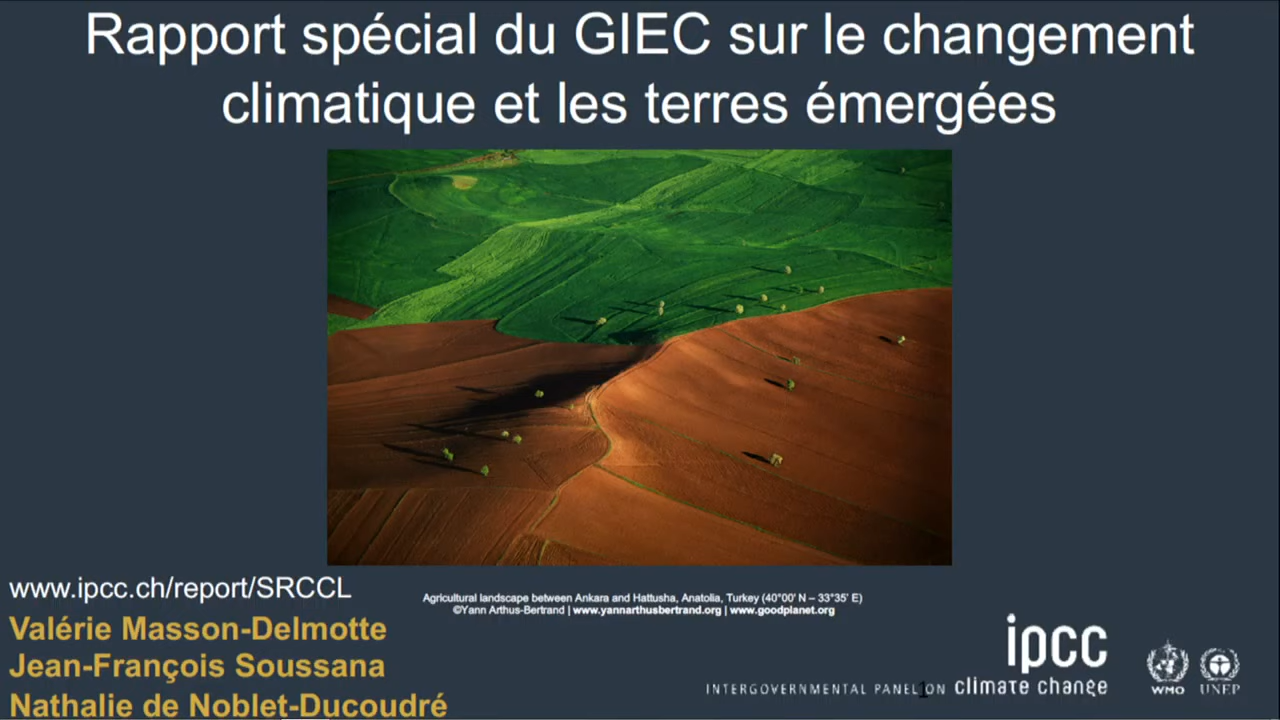 Rapport spécial du GIEC sur le changement
climatique et les terres émergées
www.ipcc.ch/report/SRCCL
Valérie Masson-Delmotte
Jean-François Soussana
Nathalie de Noblet-Ducoudré
Agricultural landscape between Ankara and Hattusha, Anatolia, Turkey (40°00' N – 33°35' E)
©Yann Arthus-Bertrand | www.yannarthusbertrand.org | www.goodplanet.org
ipcc
INTERGOVERNMENTAL PANEL ON climate change
1
WMO
UNEP